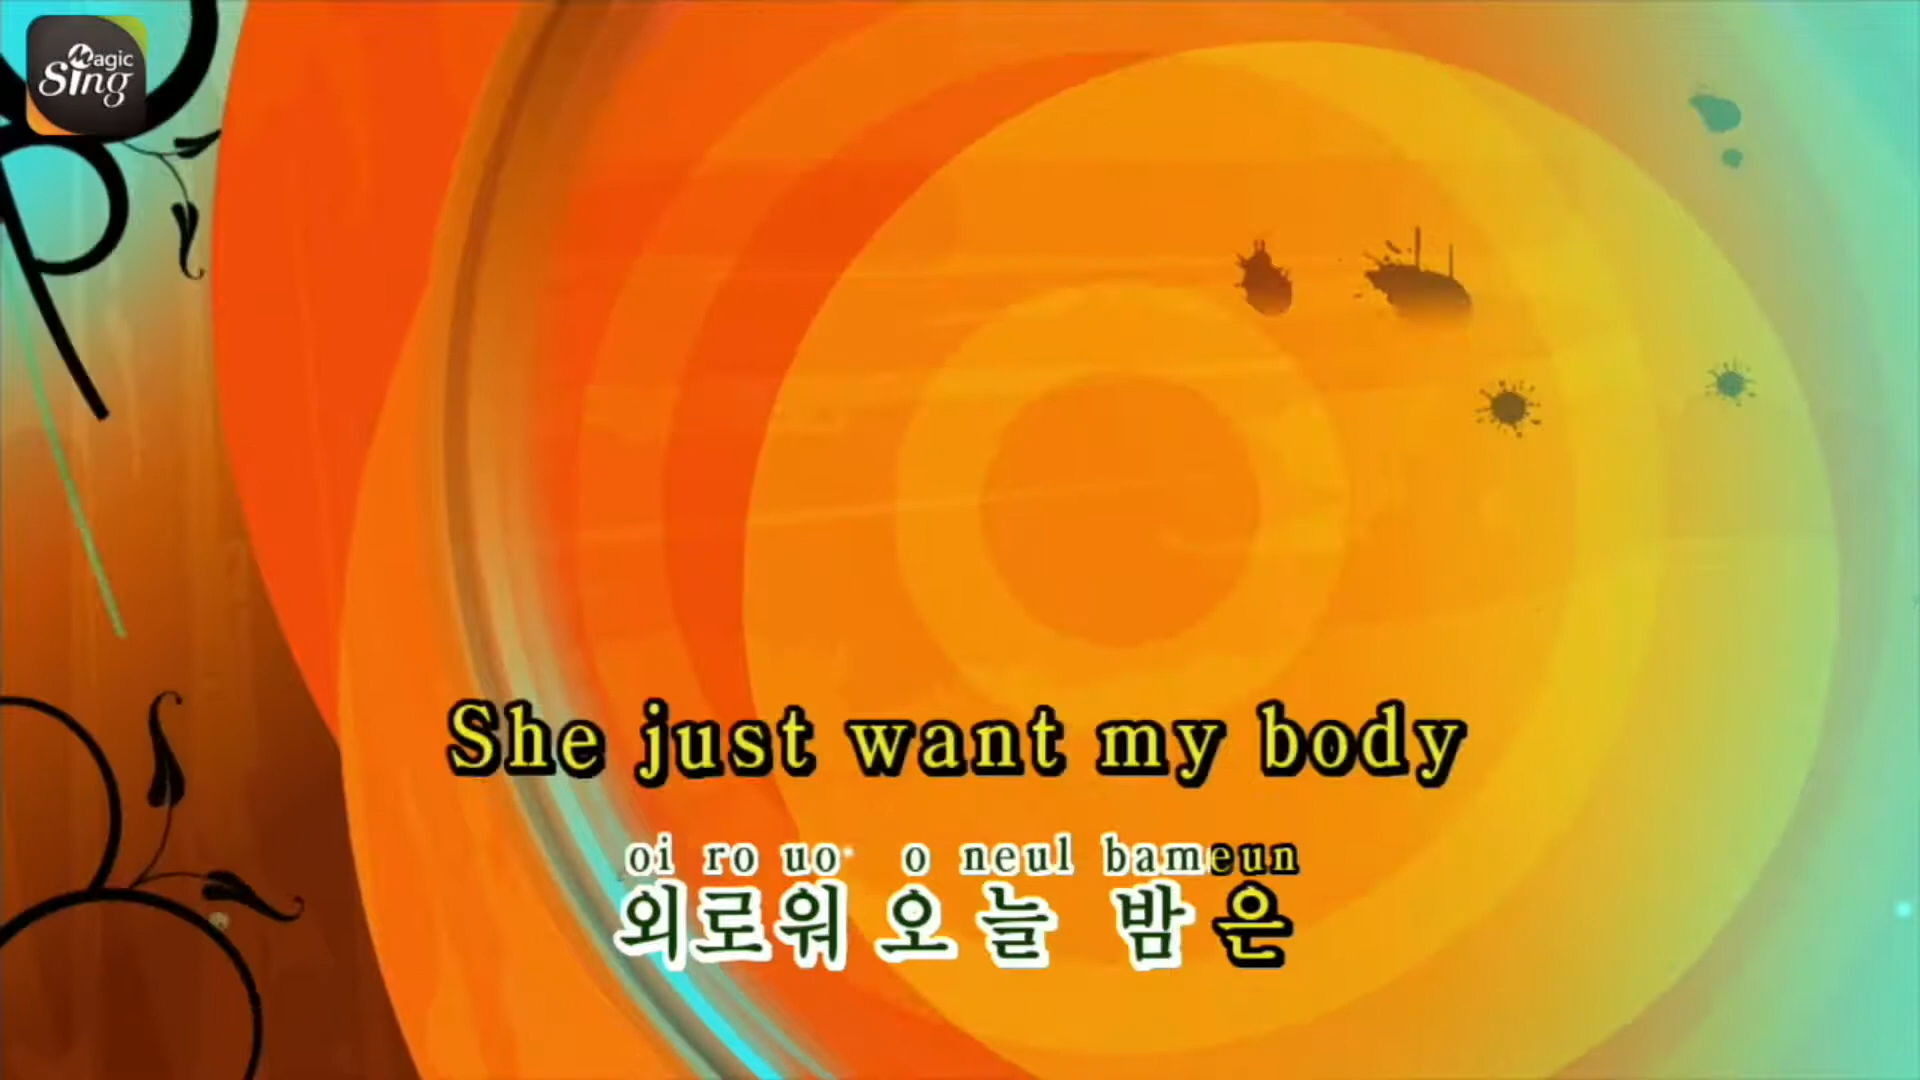 Magic
Sing
She just want my body
oi ro uo o neul bameun
외로워 오늘 밤은